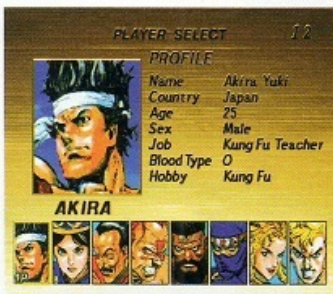 PLAYER SELECT 12
PROFILE
Name Akira Yuki
Country Japan
Age 25
Sex Male
Job Kung Fu Teacher
Blood Type O
Hobby Kung Fu
AKIRA
1P